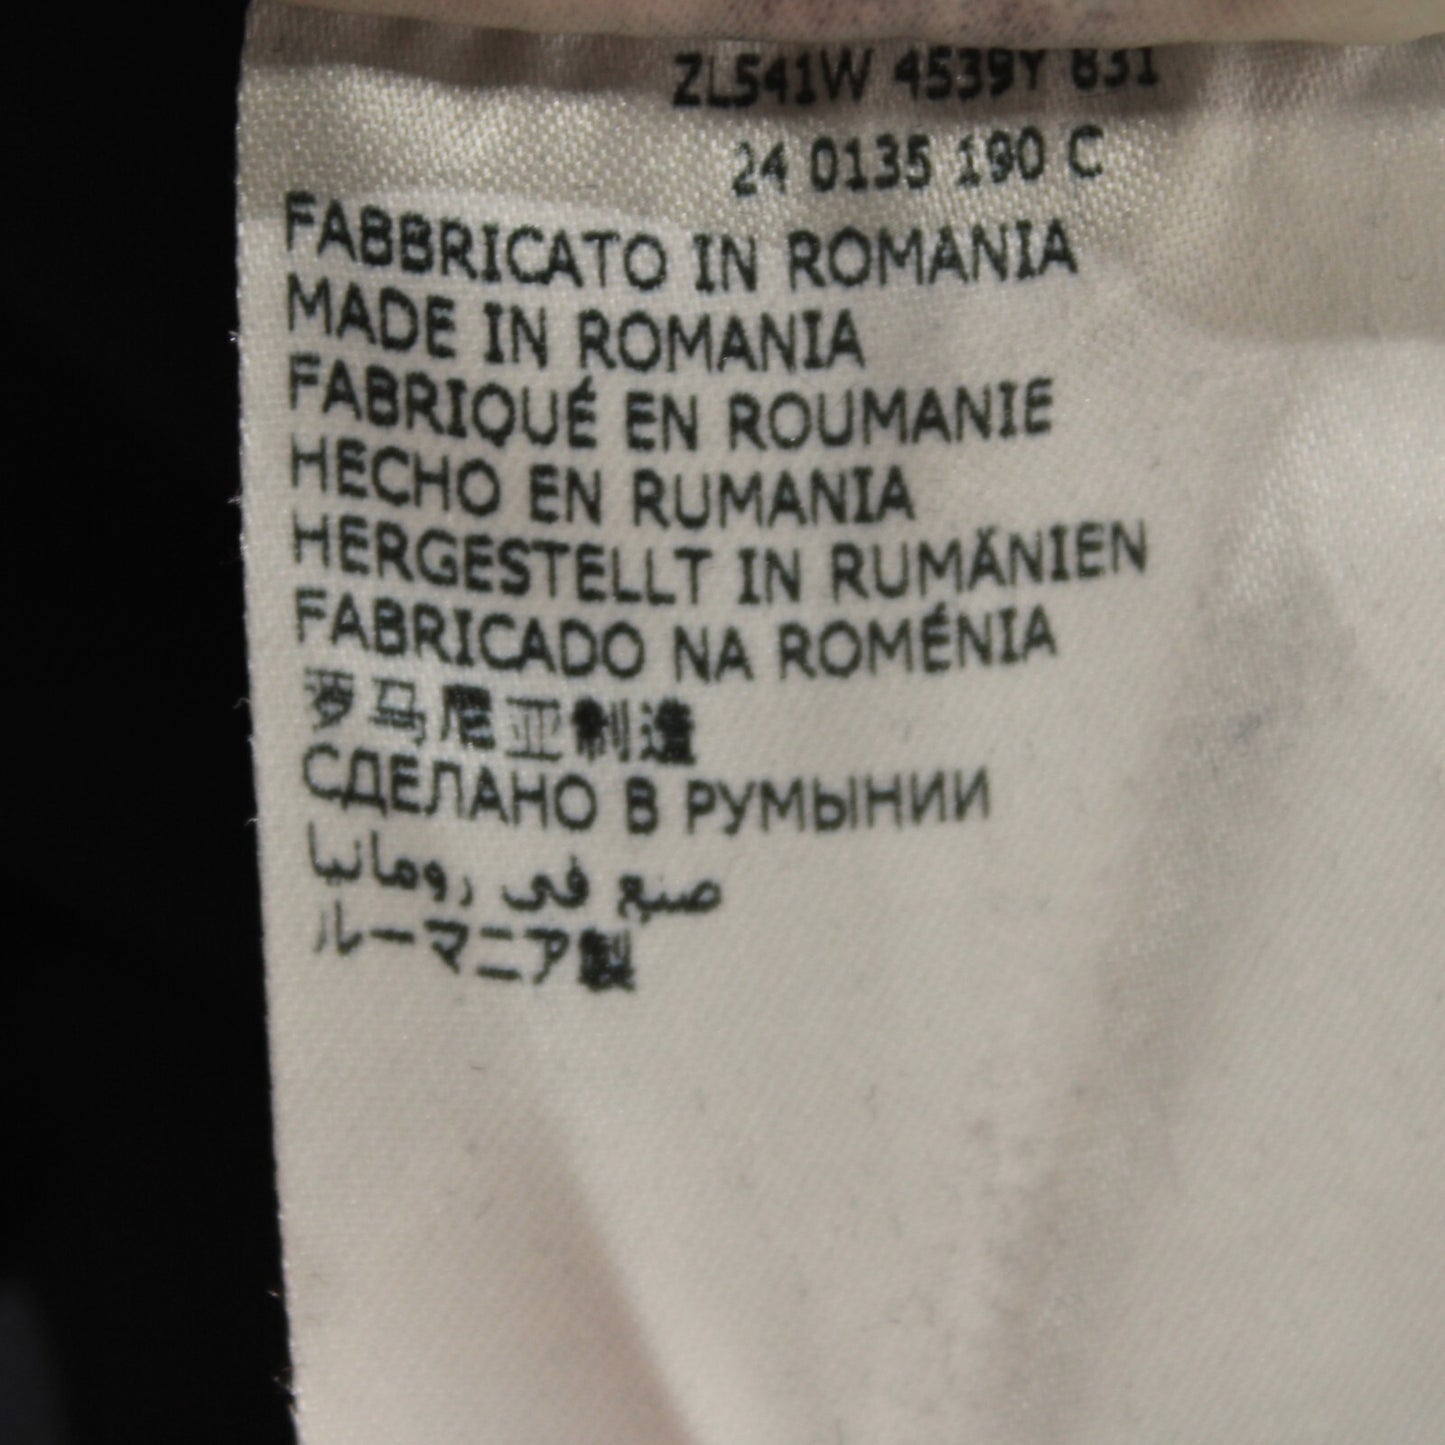 ZL541W 4539Y 831
24 0135 190 C
FABBRICATO IN ROMANIA
MADE IN ROMANIA
FABRIQUÉ EN ROUMANIE
HECHO EN RUMANIA
HERGESTELLT IN RUMÄNIEN
FABRICADO NA ROMÉNIA
罗马尼亚制造
СДЕЛАНО В РУМЫНИИ
صنع في رومانيا
ルーマニア製